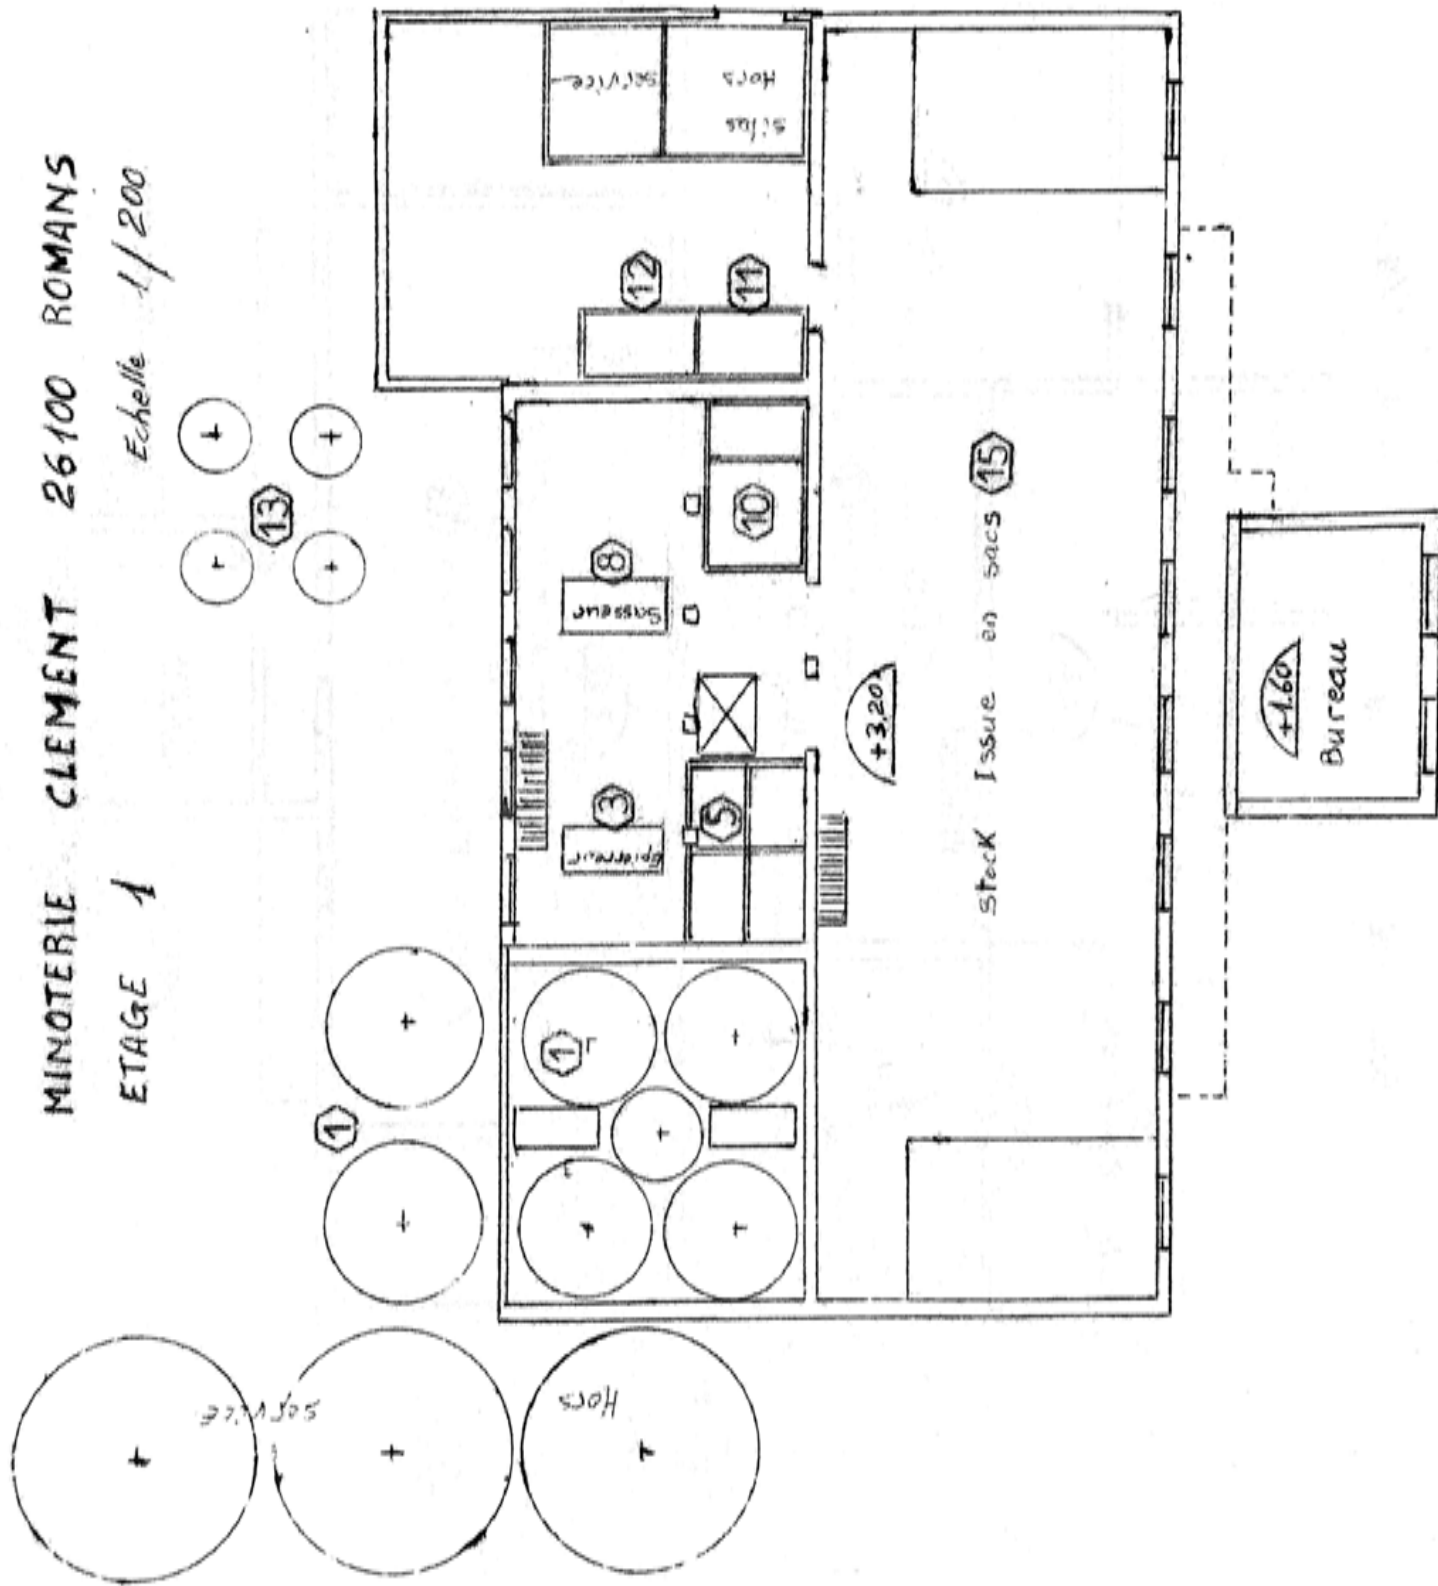 MINOTERIE CLEMENT 26100 ROMANS
ETAGE 1
Echelle 1/200
13
1
Hors
service
silos
Hors
service
12
11
1
Epierreur
3
5
Sasseur
8
10
+3,20
Stock Issue en sacs
15
+1.60
Bureau